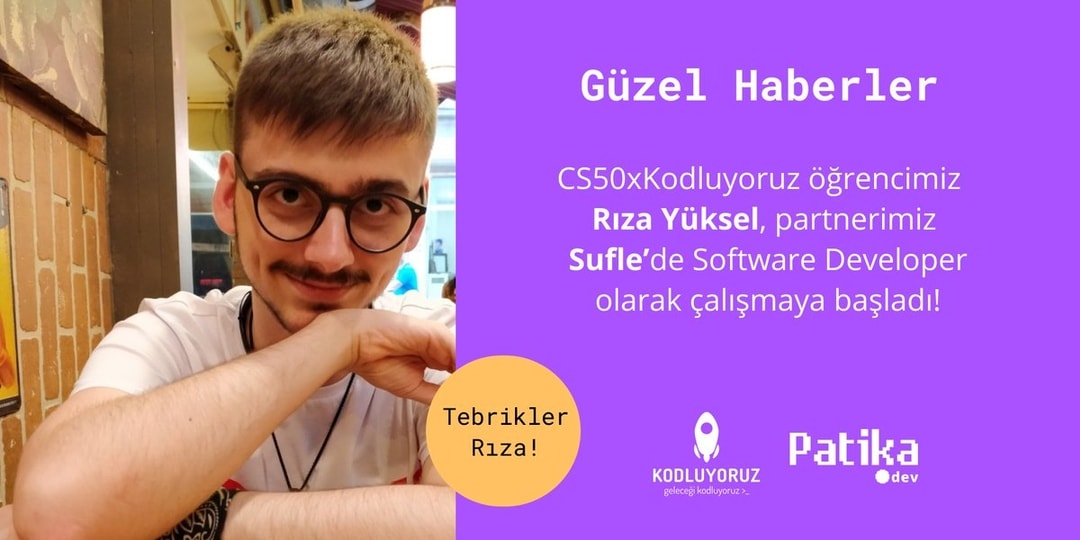 Güzel Haberler
CS50xKodluyoruz öğrencimiz
Rıza Yüksel, partnerimiz
Sufle’de Software Developer
olarak çalışmaya başladı!
Tebrikler
Rıza!
KODLUYORUZ
geleceği kodluyoruz >_
Patika
dev